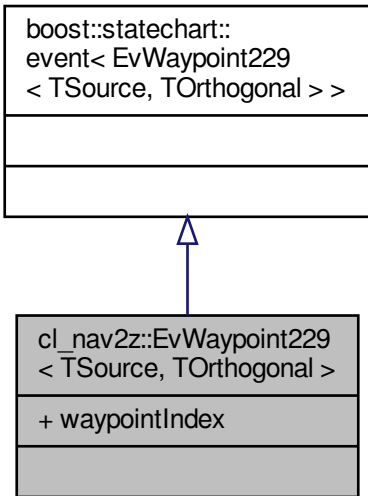 boost::statechart::
event< EvWaypoint229
< TSource, TOrthogonal > >
cl_nav2z::EvWaypoint229
< TSource, TOrthogonal >
+ waypointIndex